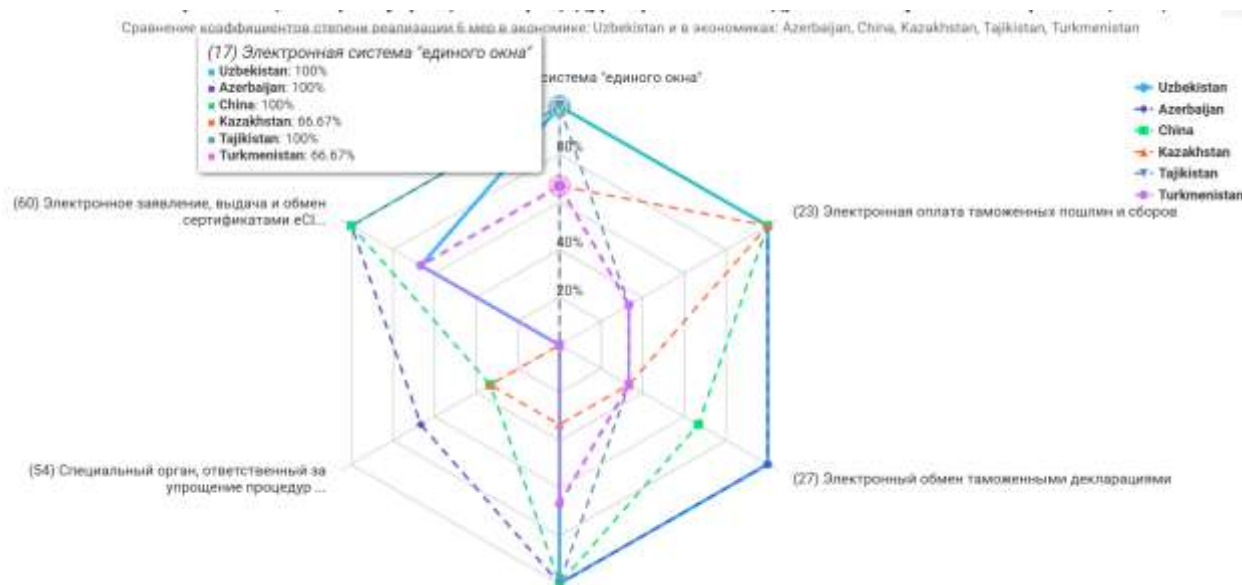 Сравнение коэффициентов степени реализации 6 мер в экономике: Uzbekistan и в экономиках: Azerbaijan, China, Kazakhstan, Tajikistan, Turkmenistan
(17) Электронная система "единого окна"
Uzbekistan: 100%
Azerbaijan: 100%
China: 100%
Kazakhstan: 66.67%
Tajikistan: 100%
Turkmenistan: 66.67%
система "единого окна"
Uzbekistan
Azerbaijan
China
Kazakhstan
Tajikistan
Turkmenistan
80%
40%
20%
(60) Электронное заявление, выдача и обмен
сертификатами eCI...
(23) Электронная оплата таможенных пошлин и сборов
(54) Специальный орган, ответственный за
упрощение процедур ...
(27) Электронный обмен таможенными декларациями